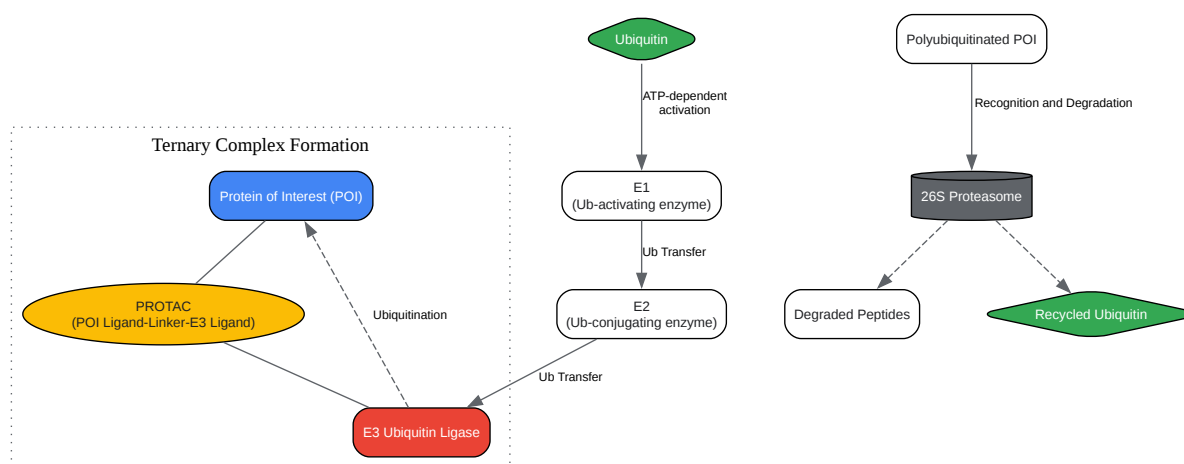 Ubiquitin
Polyubiquitinated POI
ATP-dependent
activation
Recognition and Degradation
Ternary Complex Formation
Protein of Interest (POI)
E1
(Ub-activating enzyme)
26S Proteasome
Ub Transfer
PROTAC
(POI Ligand-Linker-E3 Ligand)
Ubiquitination
E2
(Ub-conjugating enzyme)
Degraded Peptides
Recycled Ubiquitin
Ub Transfer
E3 Ubiquitin Ligase